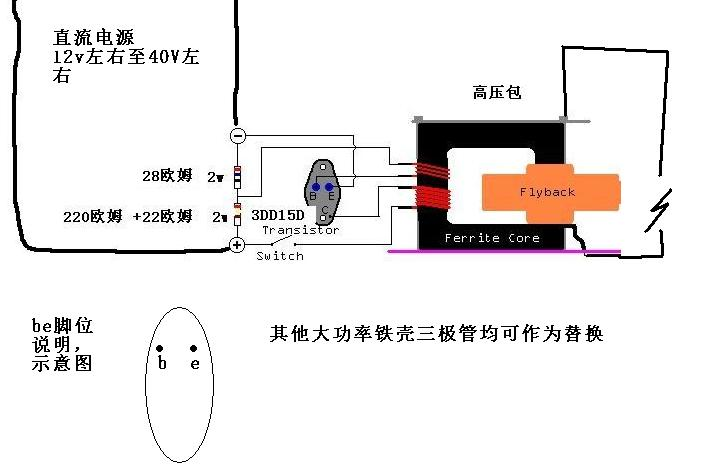 直流电源
12v左右至40V左
右
高压包
28欧姆 2w
220欧姆 +22欧姆 2w
3DD15D
Transistor
B E
C
Switch
Flyback
Ferrite Core
be脚位
说明,
示意图
b e
其他大功率铁壳三极管均可作为替换